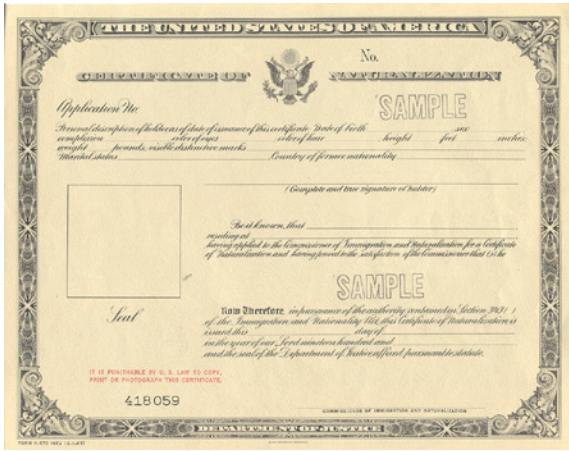 THE UNITED STATES OF AMERICA
No.
CERTIFICATE OF NATURALIZATION
SAMPLE
Application No.
Personal description of holder as of date of issuance of this certificate: Date of birth sex
complexion color of eyes color of hair height feet inches;
weight pounds, visible distinctive marks
Marital status Country of former nationality
(Complete and true signature of holder)
Be it known, that
residing at
having applied to the Commissioner of Immigration and Naturalization for a Certificate
of Naturalization and having proved to the satisfaction of the Commissioner that
SAMPLE
Seal
Now Therefore, in pursuance of the authority contained in Section
of the Immigration and Nationality Act, this Certificate of Naturalization is
issued this day of
in the year of our Lord nineteen hundred and
and the seal of the Department of Justice affixed pursuant to statute.
IT IS PUNISHABLE BY U. S. LAW TO COPY,
PRINT OR PHOTOGRAPH THIS CERTIFICATE.
418059
COMMISSIONER OF IMMIGRATION AND NATURALIZATION
DEPARTMENT OF JUSTICE